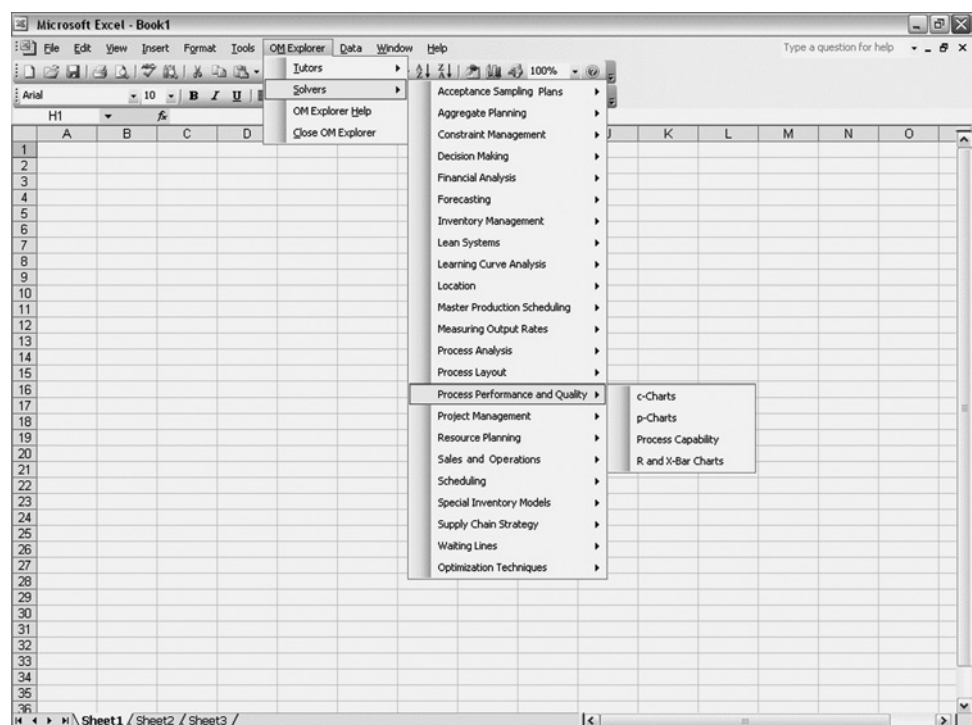 Microsoft Excel - Book1
File Edit View Insert Format Tools OM Explorer Data Window Help Type a question for help
100%
Arial 10 B I U
H1 fx
Tutors
Solvers
OM Explorer Help
Close OM Explorer
Acceptance Sampling Plans
Aggregate Planning
Constraint Management
Decision Making
Financial Analysis
Forecasting
Inventory Management
Lean Systems
Learning Curve Analysis
Location
Master Production Scheduling
Measuring Output Rates
Process Analysis
Process Layout
Process Performance and Quality
Project Management
Resource Planning
Sales and Operations
Scheduling
Special Inventory Models
Supply Chain Strategy
Waiting Lines
Optimization Techniques
c-Charts
p-Charts
Process Capability
R and X-Bar Charts
A B C D J K L M N O
1
2
3
4
5
6
7
8
9
10
11
12
13
14
15
16
17
18
19
20
21
22
23
24
25
26
27
28
29
30
31
32
33
34
35
36
Sheet1 / Sheet2 / Sheet3 /